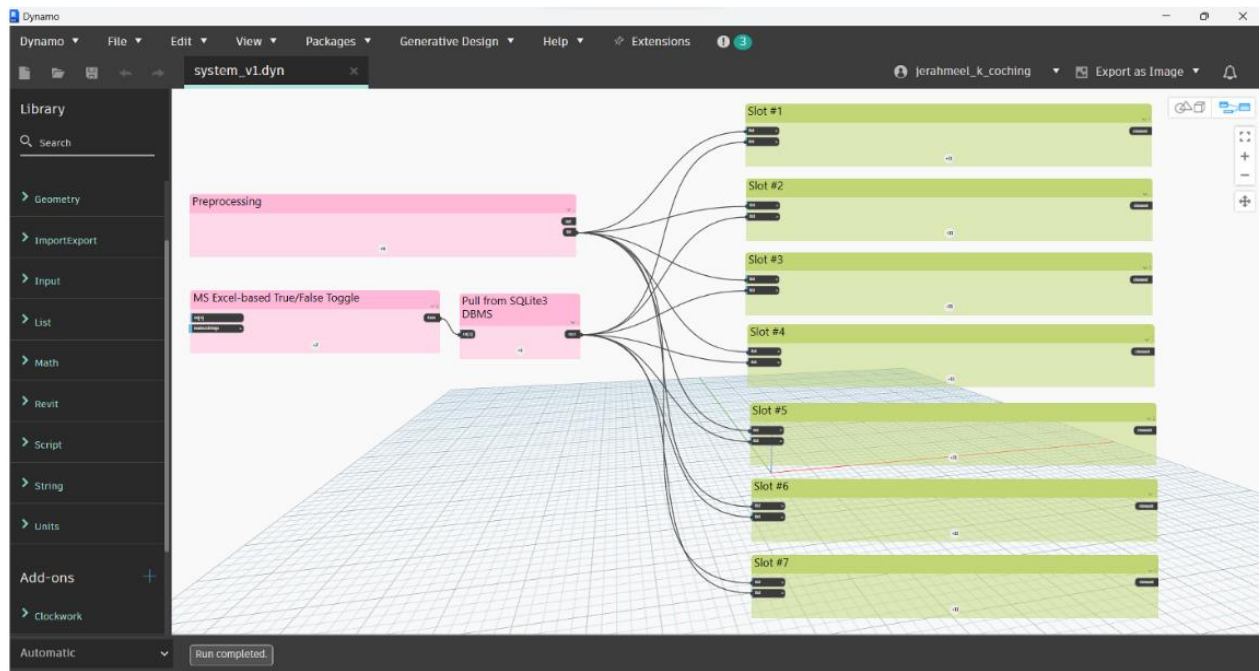 Dynamo
Dynamo File Edit View Packages Generative Design Help Extensions 3
system_v1.dyn × jerahmeel_k_coching Export as Image
Library
Search
Geometry
ImportExport
Input
List
Math
Revit
Script
String
Units
Add-ons +
Clockwork
Automatic Run completed.
Preprocessing
MS Excel-based True/False Toggle
Pull from SQLite3
DBMS
Slot #1
Slot #2
Slot #3
Slot #4
Slot #5
Slot #6
Slot #7